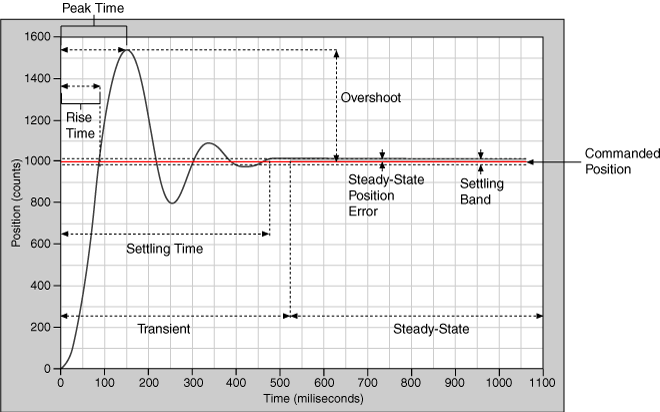 Peak Time
1600
1400
1200
1000
800
600
400
200
0
Position (counts)
Rise
Time
Overshoot
Commanded
Position
Steady-State
Position
Error
Settling
Band
Settling Time
Transient
Steady-State
0 100 200 300 400 500 600 700 800 900 1000 1100
Time (miliseconds)